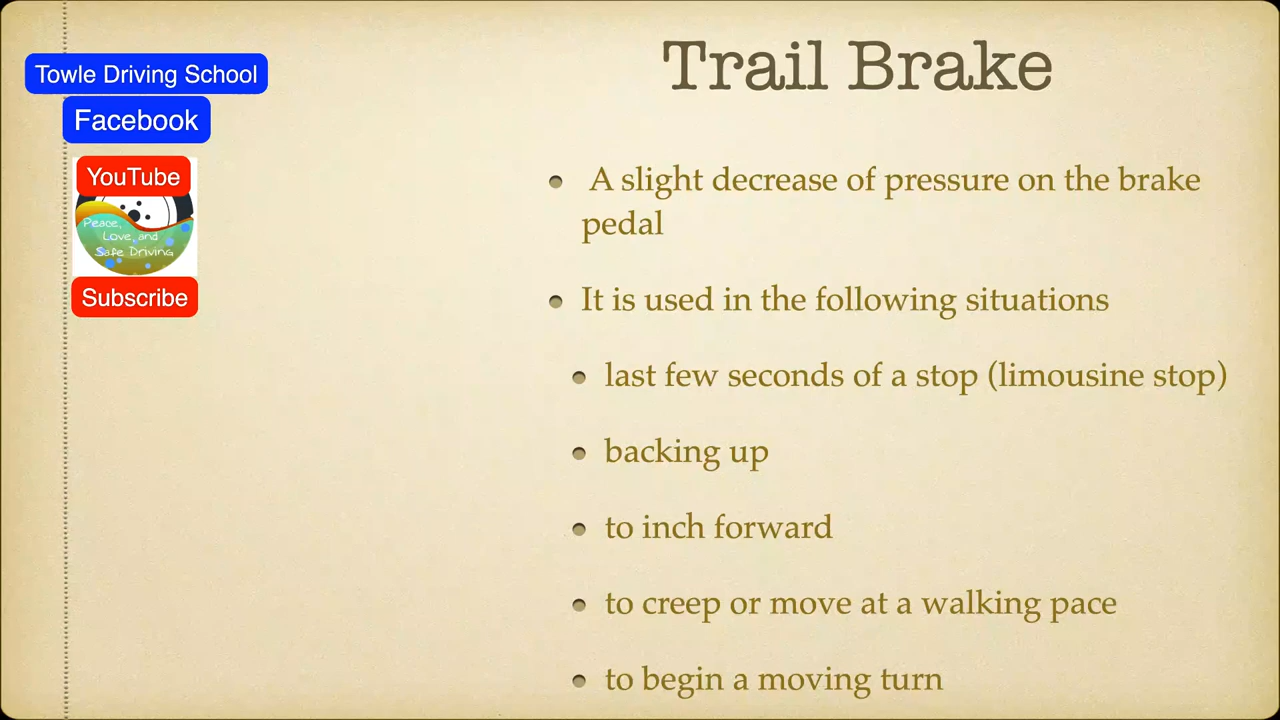 Trail Brake
Towle Driving School
Facebook
YouTube
Peace,
Love, and
Safe Driving
Subscribe
A slight decrease of pressure on the brake
pedal
It is used in the following situations
last few seconds of a stop (limousine stop)
backing up
to inch forward
to creep or move at a walking pace
to begin a moving turn